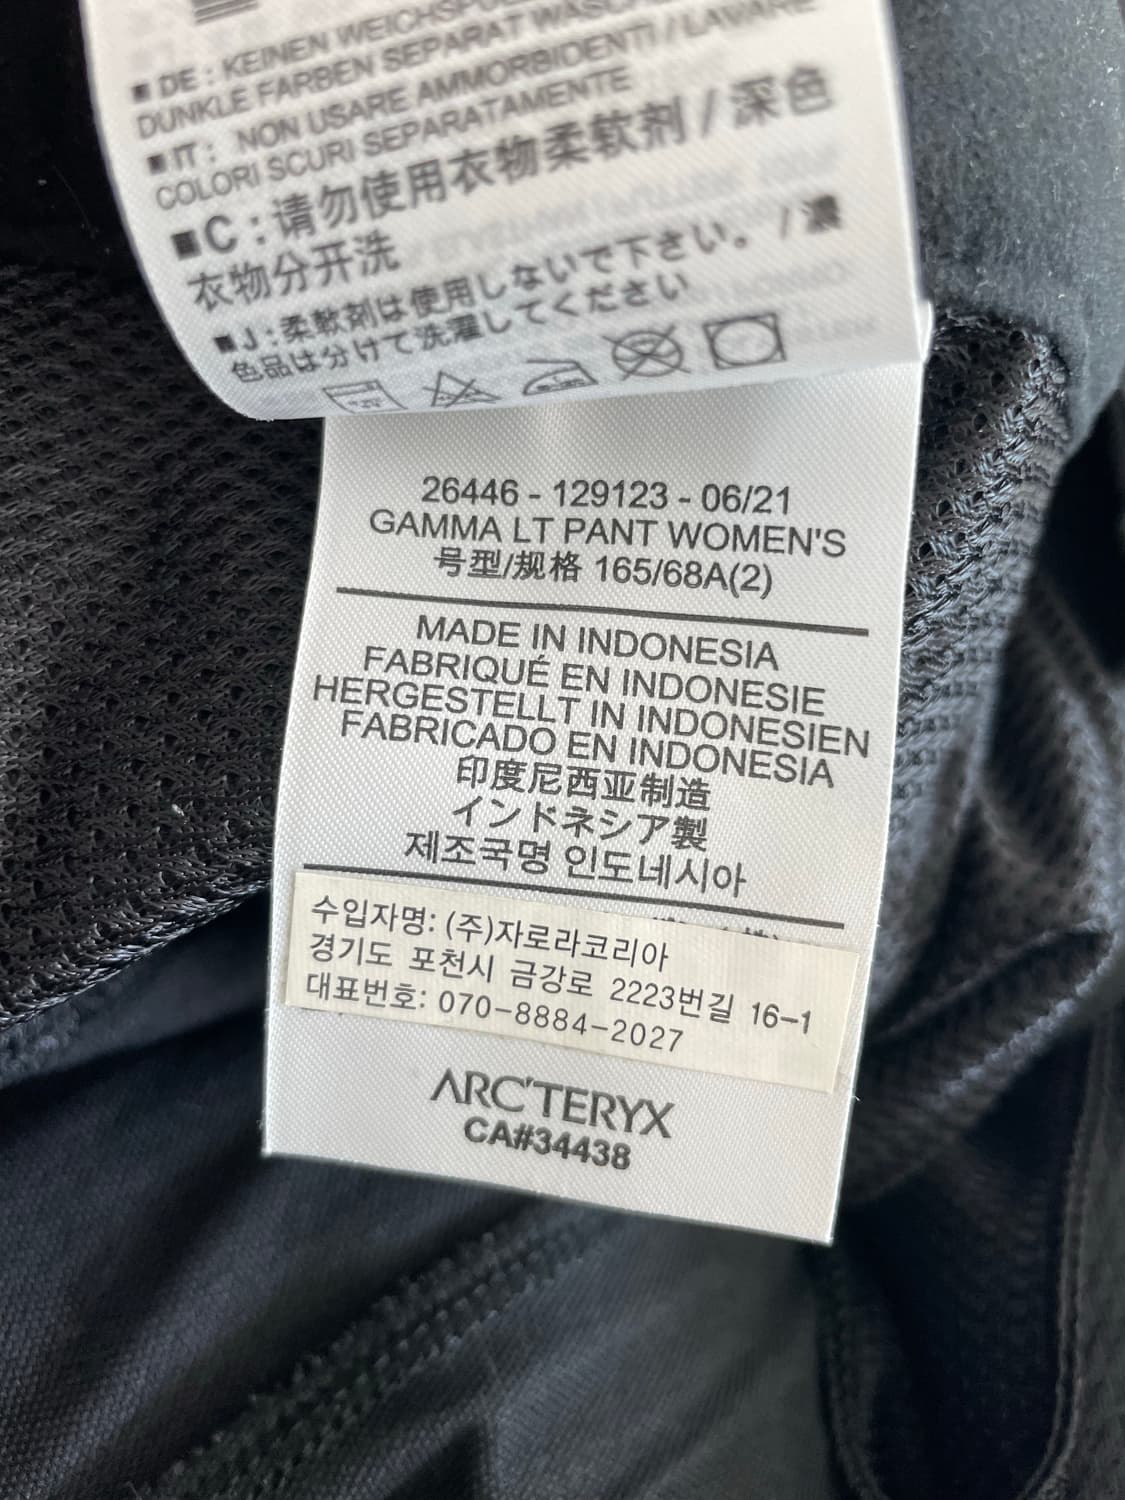 ■ DE : KEINEN WEICHSPÜ
DUNKLE FARBEN SEPARAT WASCHE
■ IT : NON USARE AMMORBIDENTI / LAVARE
COLORI SCURI SEPARATAMENTE
■ C : 请勿使用衣物柔软剂 / 深色
衣物分开洗
■ J : 柔軟剤は使用しないで下さい。 / 濃
色品は分けて洗濯してください
26446 - 129123 - 06/21
GAMMA LT PANT WOMEN'S
号型/规格 165/68A(2)
MADE IN INDONESIA
FABRIQUÉ EN INDONESIE
HERGESTELLT IN INDONESIEN
FABRICADO EN INDONESIA
印度尼西亚制造
インドネシア製
제조국명 인도네시아
수입자명: (주)자로라코리아
경기도 포천시 금강로 2223번길 16-1
대표번호: 070-8884-2027
ARC'TERYX
CA#34438